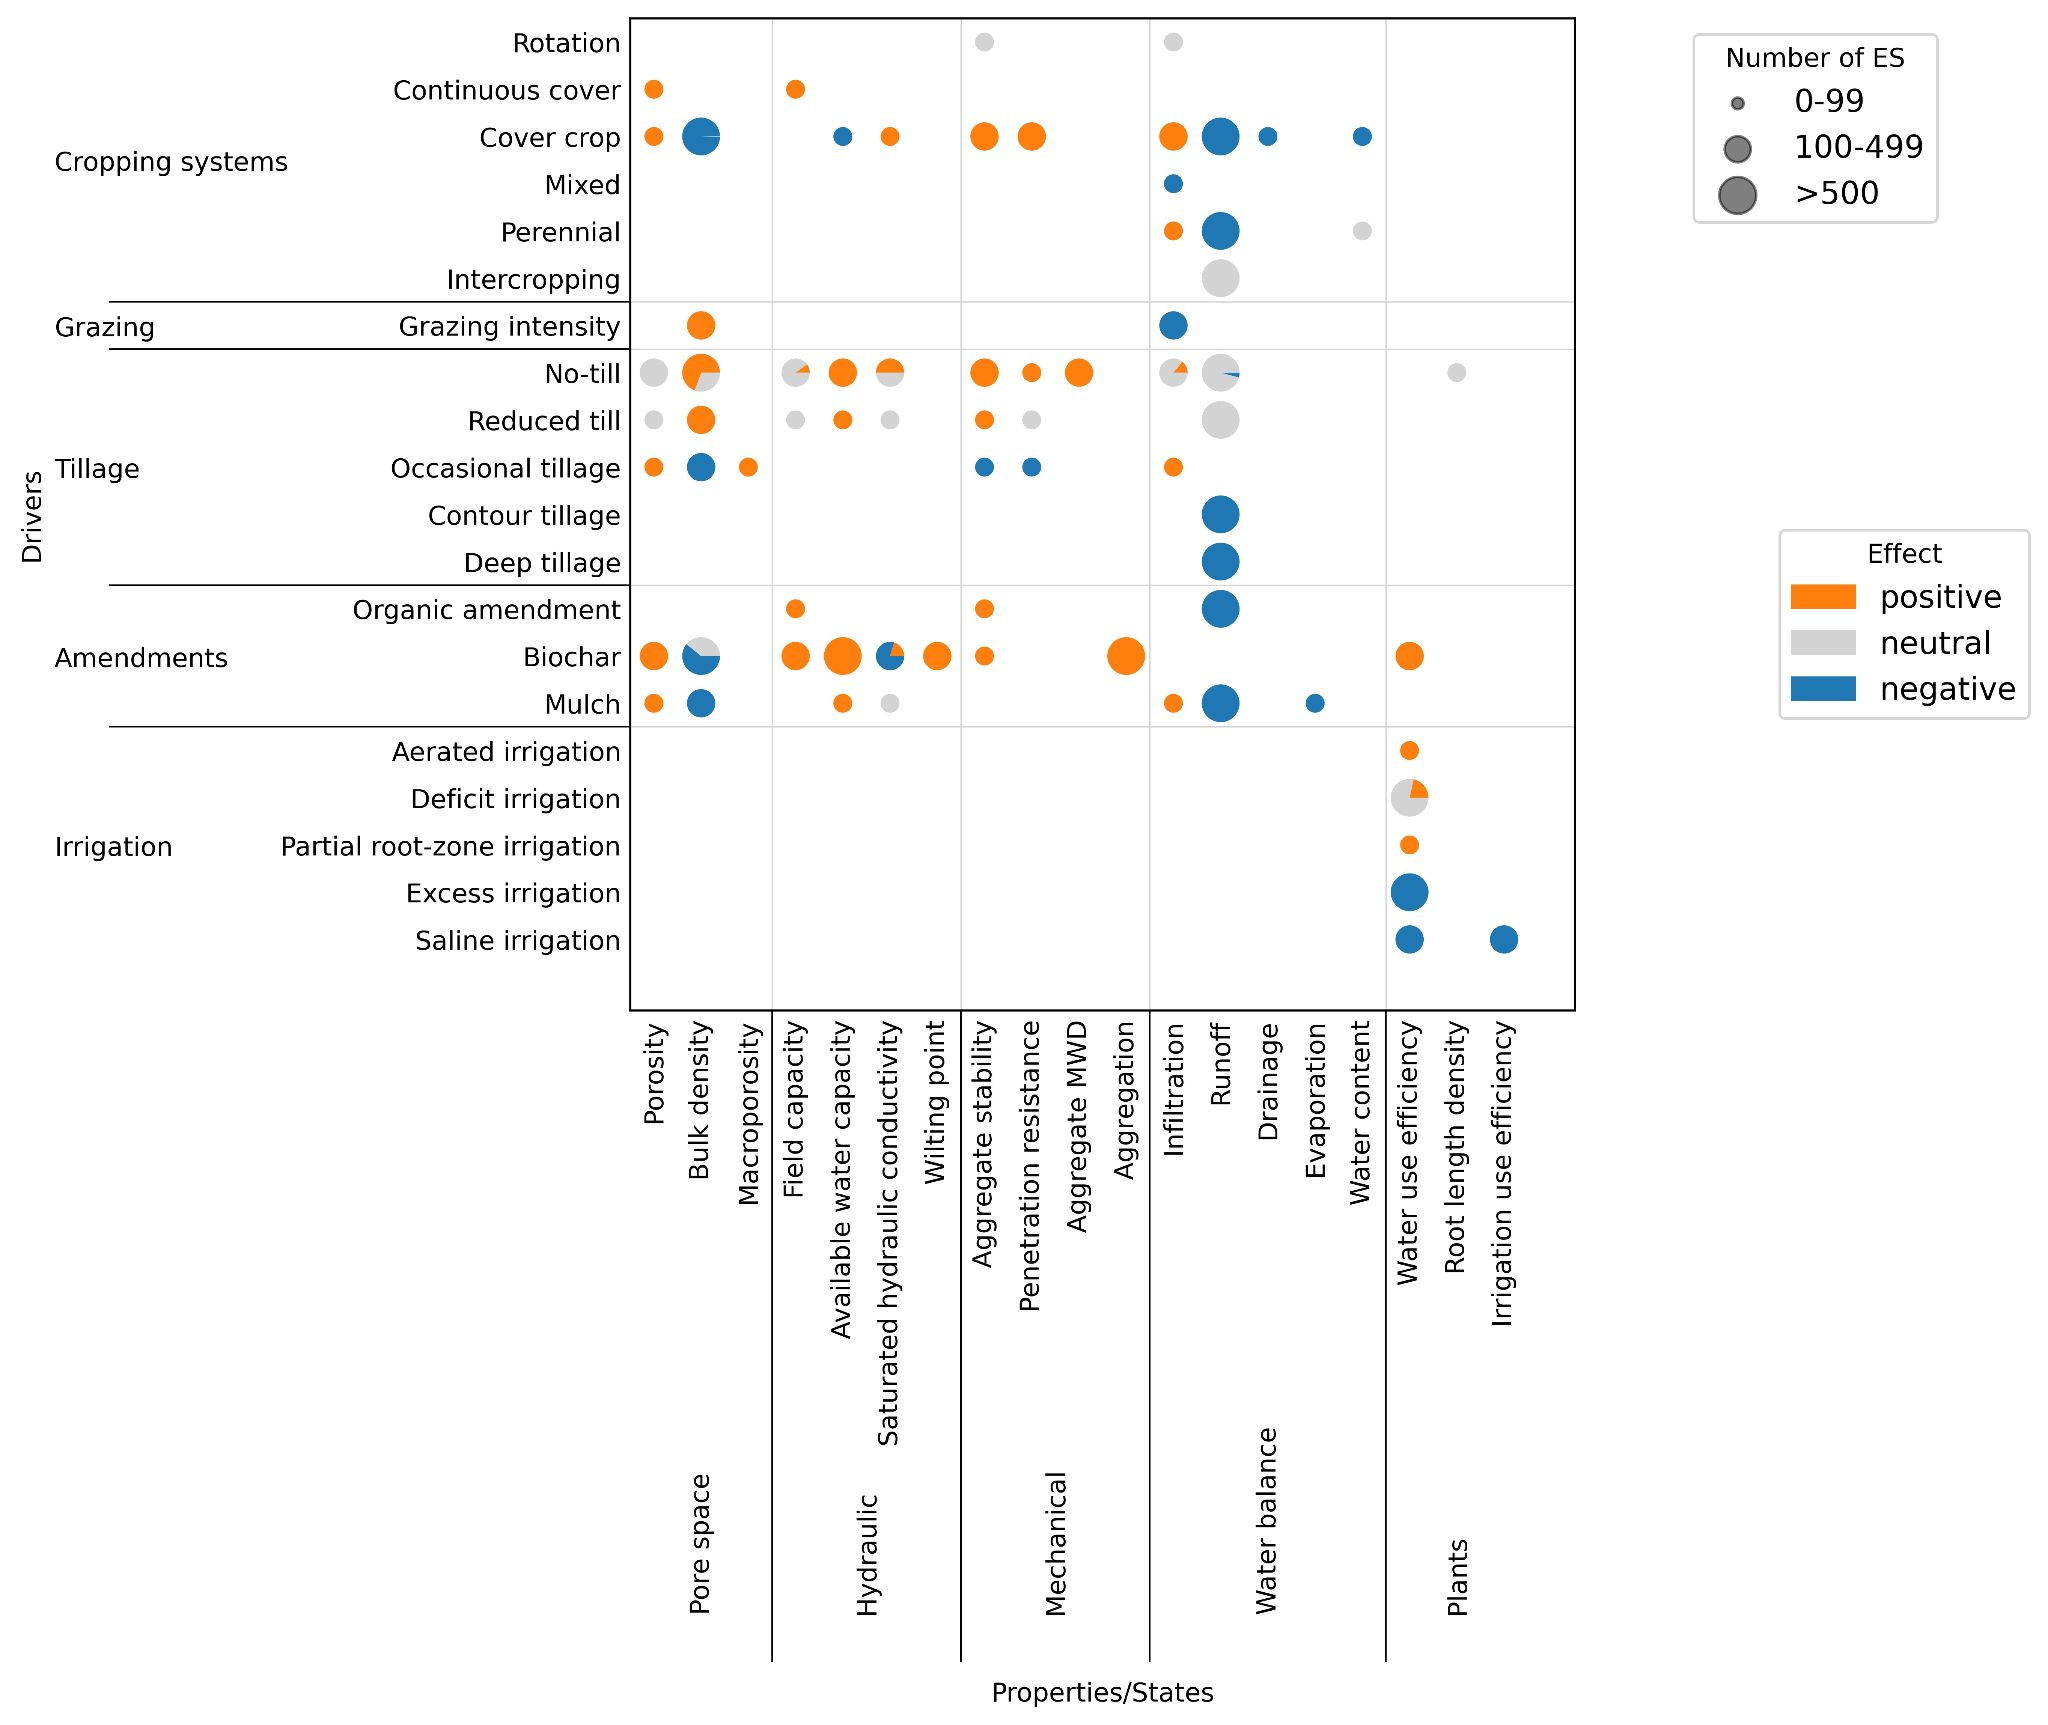 Rotation
Continuous cover
Cover crop
Cropping systems
Mixed
Perennial
Intercropping
Grazing
Grazing intensity
No-till
Reduced till
Tillage
Occasional tillage
Contour tillage
Deep tillage
Drivers
Organic amendment
Amendments
Biochar
Mulch
Aerated irrigation
Deficit irrigation
Irrigation
Partial root-zone irrigation
Excess irrigation
Saline irrigation
Number of ES
0-99
100-499
>500
Effect
positive
neutral
negative
Porosity
Bulk density
Macroporosity
Field capacity
Available water capacity
Saturated hydraulic conductivity
Wilting point
Aggregate stability
Penetration resistance
Aggregate MWD
Aggregation
Infiltration
Runoff
Drainage
Evaporation
Water content
Water use efficiency
Root length density
Irrigation use efficiency
Pore space
Hydraulic
Mechanical
Water balance
Plants
Properties/States